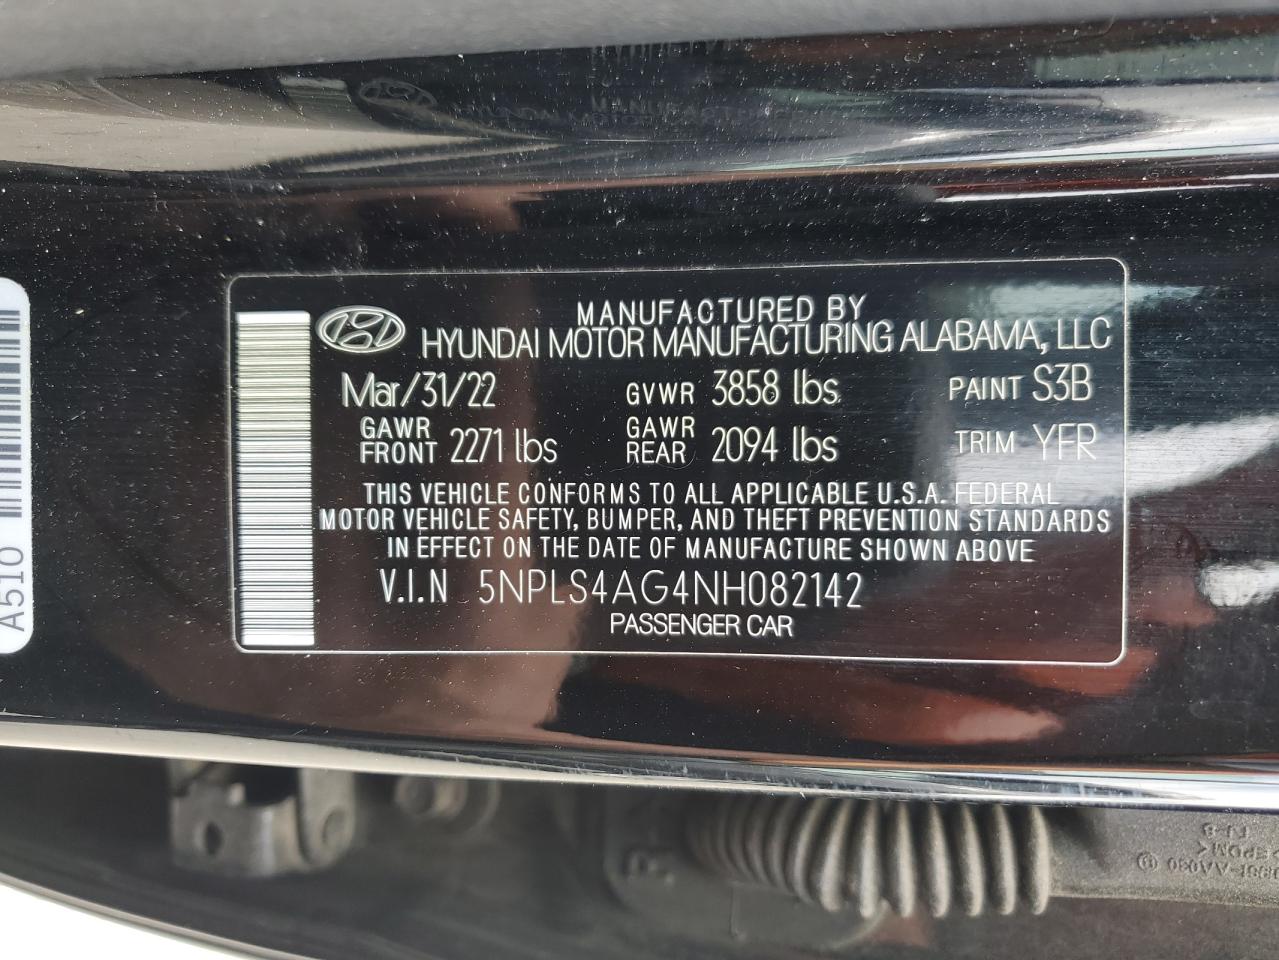 MANUFACTURED BY
HYUNDAI MOTOR MANUFACTURING ALABAMA, LLC
Mar/31/22 GVWR 3858 lbs. PAINT S3B
GAWR FRONT 2271 lbs GAWR REAR 2094 lbs TRIM YFR
THIS VEHICLE CONFORMS TO ALL APPLICABLE U.S.A. FEDERAL
MOTOR VEHICLE SAFETY, BUMPER, AND THEFT PREVENTION STANDARDS
IN EFFECT ON THE DATE OF MANUFACTURE SHOWN ABOVE
V.I.N 5NPLS4AG4NH082142
PASSENGER CAR
A510